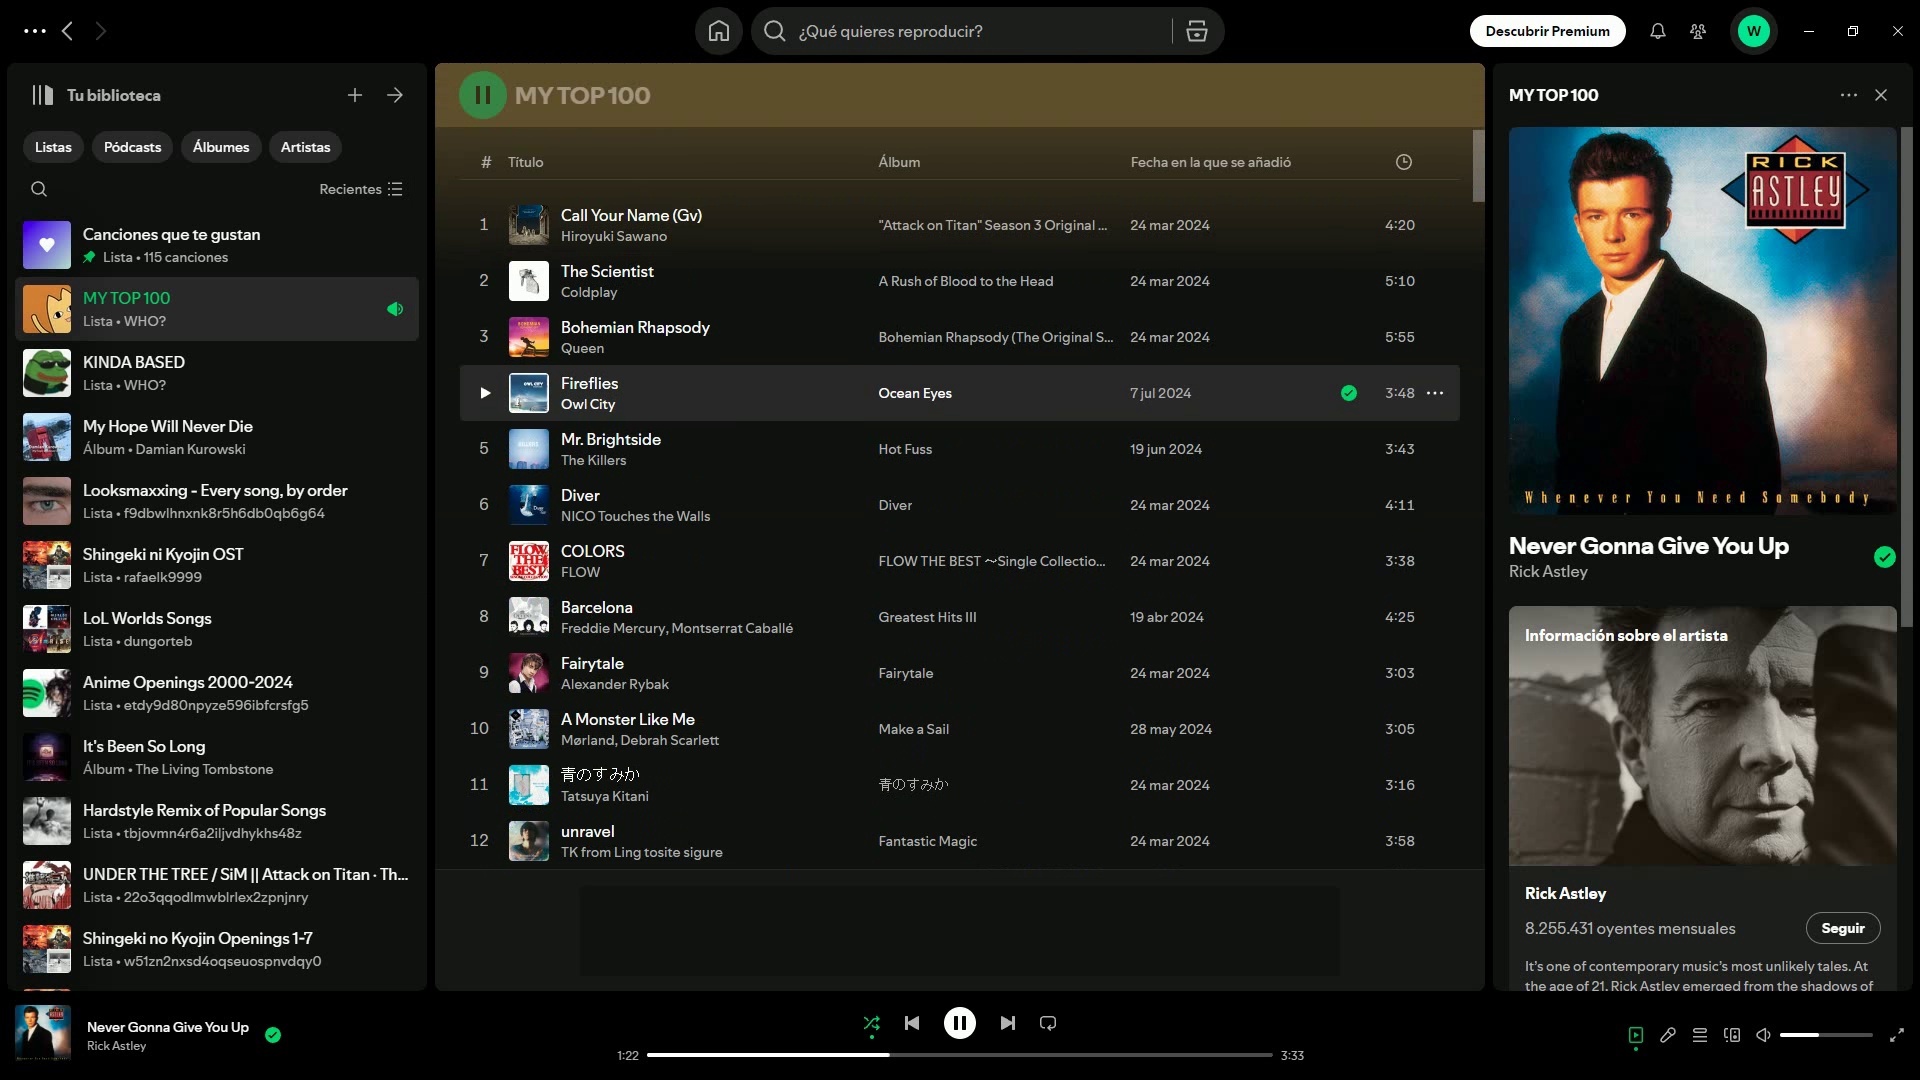 ¿Qué quieres reproducir?
Descubrir Premium
W
Tu biblioteca
Listas
Pódcasts
Álbumes
Artistas
Recientes
Canciones que te gustan
Lista • 115 canciones
MY TOP 100
Lista • WHO?
KINDA BASED
Lista • WHO?
My Hope Will Never Die
Álbum • Damian Kurowski
Looksmaxxing - Every song, by order
Lista • f9dbwlhnxnk8r5h6db0qb6g64
Shingeki ni Kyojin OST
Lista • rafaelk9999
LoL Worlds Songs
Lista • dungorteb
Anime Openings 2000-2024
Lista • etdy9d80npyze596ibfcrsfg5
It's Been So Long
Álbum • The Living Tombstone
Hardstyle Remix of Popular Songs
Lista • tbjovmn4r6a2iljvdhykhs48z
UNDER THE TREE / SiM || Attack on Titan · Th...
Lista • 22o3qqodlmwblrlex2zpnjnry
Shingeki no Kyojin Openings 1-7
Lista • w51zn2nxsd4oqseuospnvdqy0
MY TOP 100
# Título Álbum Fecha en la que se añadió
1 Call Your Name (Gv) "Attack on Titan" Season 3 Original ... 24 mar 2024 4:20
Hiroyuki Sawano
2 The Scientist A Rush of Blood to the Head 24 mar 2024 5:10
Coldplay
3 Bohemian Rhapsody Bohemian Rhapsody (The Original S... 24 mar 2024 5:55
Queen
Fireflies Ocean Eyes 7 jul 2024 3:48
Owl City
5 Mr. Brightside Hot Fuss 19 jun 2024 3:43
The Killers
6 Diver Diver 24 mar 2024 4:11
NICO Touches the Walls
7 COLORS FLOW THE BEST ～Single Collectio... 24 mar 2024 3:38
FLOW
8 Barcelona Greatest Hits III 19 abr 2024 4:25
Freddie Mercury, Montserrat Caballé
9 Fairytale Fairytale 24 mar 2024 3:03
Alexander Rybak
10 A Monster Like Me Make a Sail 28 may 2024 3:05
Mørland, Debrah Scarlett
11 青のすみか 青のすみか 24 mar 2024 3:16
Tatsuya Kitani
12 unravel Fantastic Magic 24 mar 2024 3:58
TK from Ling tosite sigure
MY TOP 100
RICK
ASTLEY
Whenever You Need Somebody
Never Gonna Give You Up
Rick Astley
Información sobre el artista
Rick Astley
8.255.431 oyentes mensuales
Seguir
It's one of contemporary music's most unlikely tales. At
the age of 21, Rick Astley emerged from the shadows of
Never Gonna Give You Up
Rick Astley
1:22
3:33